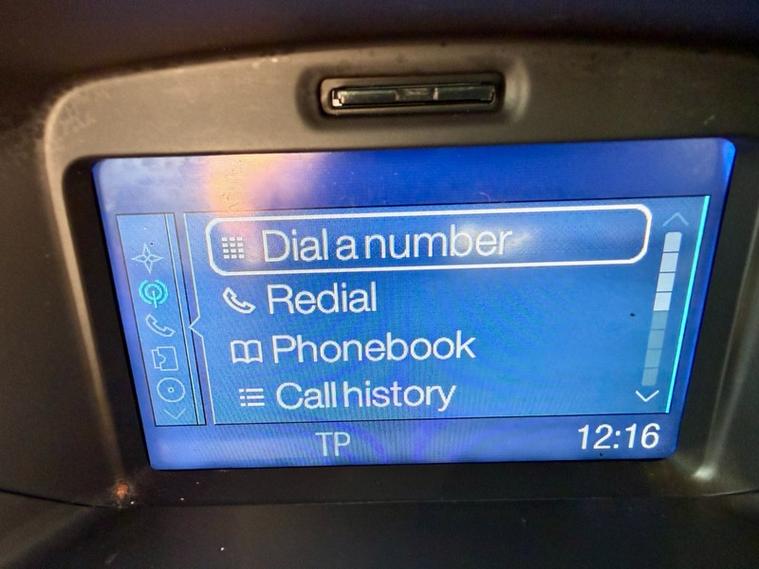 Dial a number
Redial
Phonebook
Call history
TP
12:16